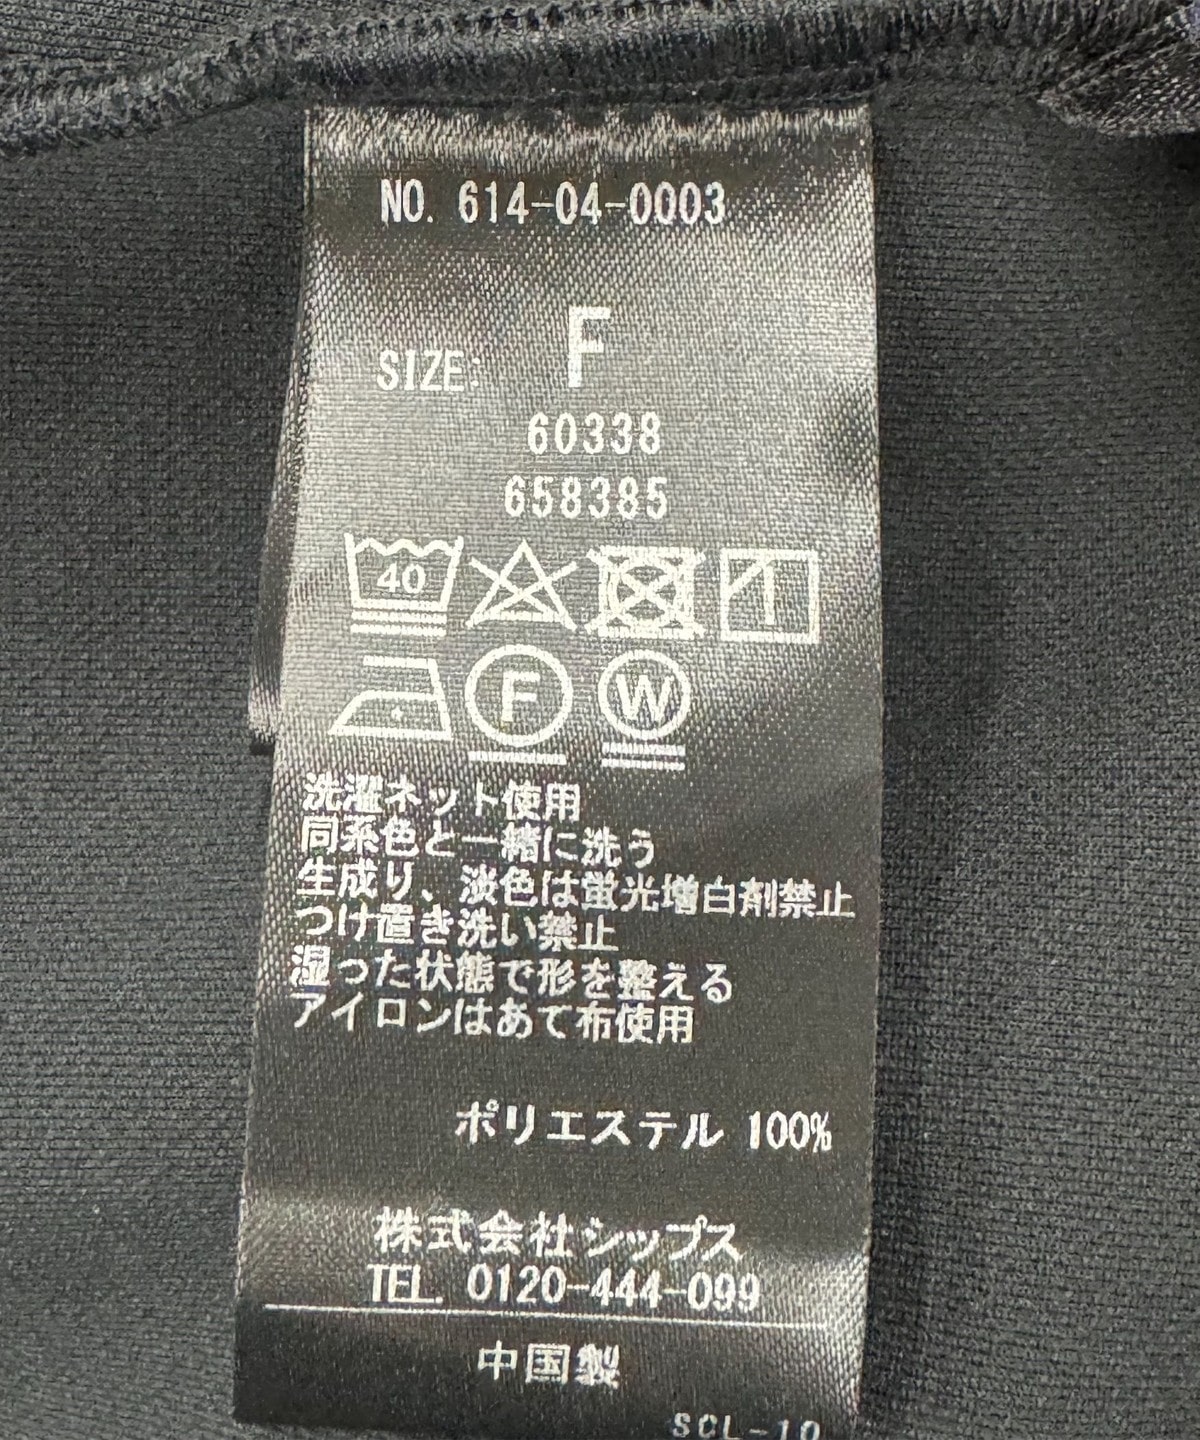 NO. 614-04-0003
SIZE: F
60338
658385
40
F W
洗濯ネット使用
同系色と一緒に洗う
生成り、淡色は蛍光増白剤禁止
つけ置き洗い禁止
湿った状態で形を整える
アイロンはあて布使用
ポリエステル 100%
株式会社シップス
TEL. 0120-444-099
中国製
SCL-10